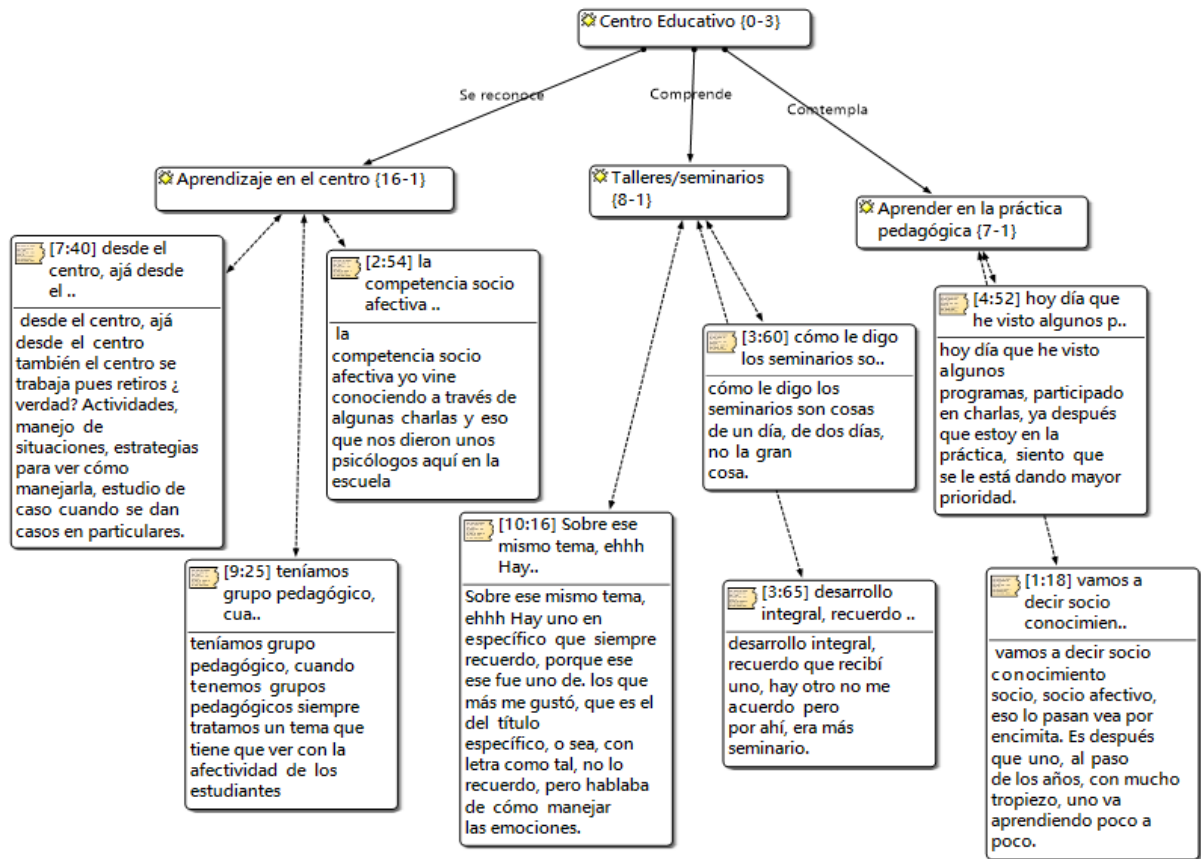 Centro Educativo {0-3}
Se reconoce
Comprende
Comtempla
Aprendizaje en el centro {16-1}
Talleres/seminarios
{8-1}
Aprender en la práctica
pedagógica {7-1}
[7:40] desde el
centro, ajá desde
el ..
desde el centro, ajá
desde el centro
también el centro se
trabaja pues retiros ¿
verdad? Actividades,
manejo de
situaciones, estrategias
para ver cómo
manejarla, estudio de
caso cuando se dan
casos en particulares.
[2:54] la
competencia socio
afectiva ..
la
competencia socio
afectiva yo vine
conociendo a través de
algunas charlas y eso
que nos dieron unos
psicólogos aquí en la
escuela
[3:60] cómo le digo
los seminarios so..
cómo le digo los
seminarios son cosas
de un día, de dos días,
no la gran
cosa.
[4:52] hoy día que
he visto algunos p..
hoy día que he visto
algunos
programas, participado
en charlas, ya después
que estoy en la
práctica, siento que
se le está dando mayor
prioridad.
[9:25] teníamos
grupo pedagógico,
cua..
teníamos grupo
pedagógico, cuando
tenemos grupos
pedagógicos siempre
tratamos un tema que
tiene que ver con la
afectividad de los
estudiantes
[10:16] Sobre ese
mismo tema, ehhh
Hay..
Sobre ese mismo tema,
ehhh Hay uno en
específico que siempre
recuerdo, porque ese
ese fue uno de. los que
más me gustó, que es el
del título
específico, o sea, con
letra como tal, no lo
recuerdo, pero hablaba
de cómo manejar
las emociones.
[3:65] desarrollo
integral, recuerdo ..
desarrollo integral,
recuerdo que recibí
uno, hay otro no me
acuerdo pero
por ahí, era más
seminario.
[1:18] vamos a
decir socio
conocimien..
vamos a decir socio
conocimiento
socio, socio afectivo,
eso lo pasan vea por
encimita. Es después
que uno, al paso
de los años, con mucho
tropiezo, uno va
aprendiendo poco a
poco.